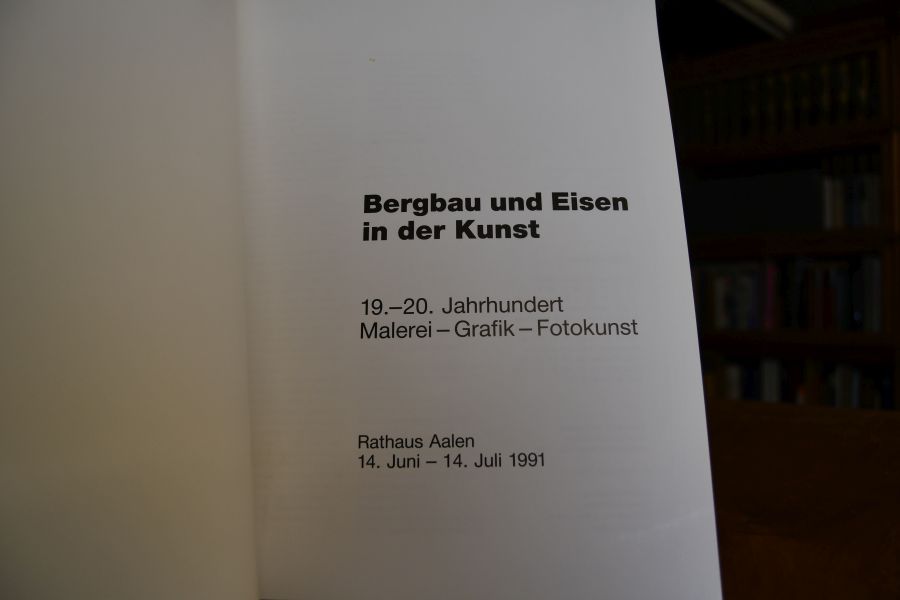 Bergbau und Eisen
in der Kunst
19.–20. Jahrhundert
Malerei – Grafik – Fotokunst
Rathaus Aalen
14. Juni – 14. Juli 1991